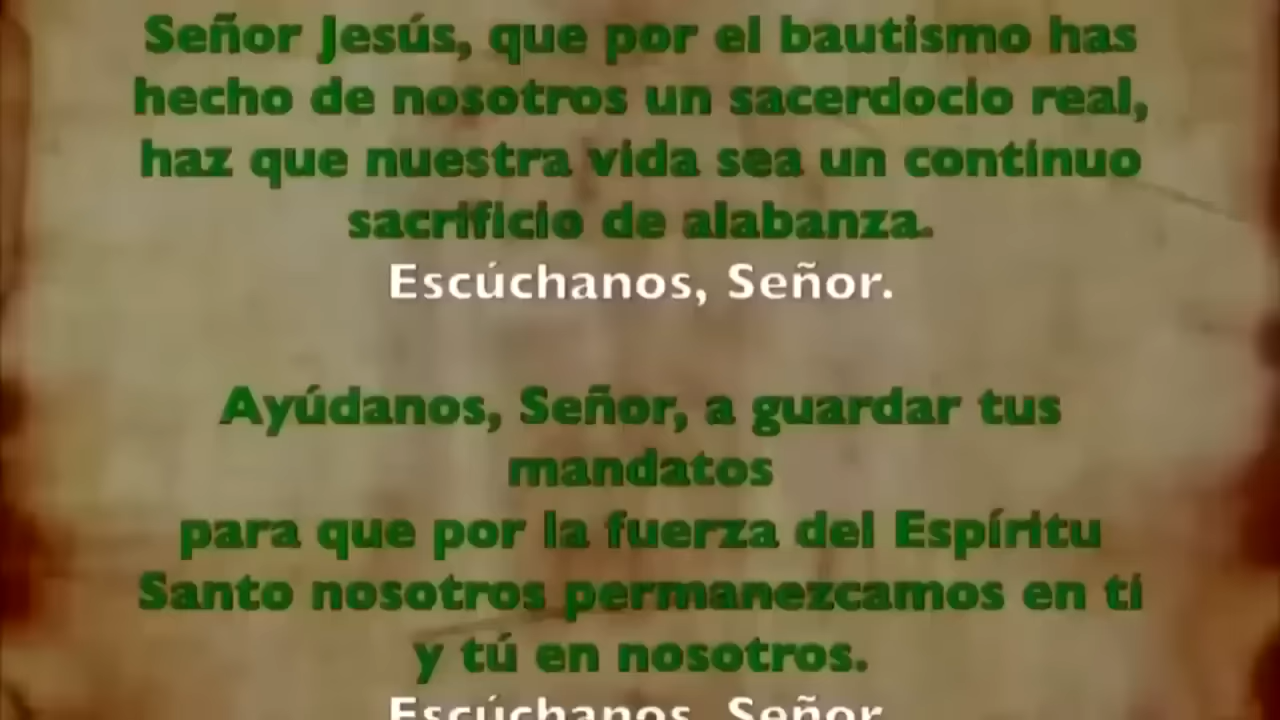 Señor Jesús, que por el bautismo has
hecho de nosotros un sacerdocio real,
haz que nuestra vida sea un continuo
sacrificio de alabanza.
Escúchanos, Señor.
Ayúdanos, Señor, a guardar tus
mandatos
para que por la fuerza del Espíritu
Santo nosotros permanezcamos en ti
y tú en nosotros.
Escúchanos, Señor.